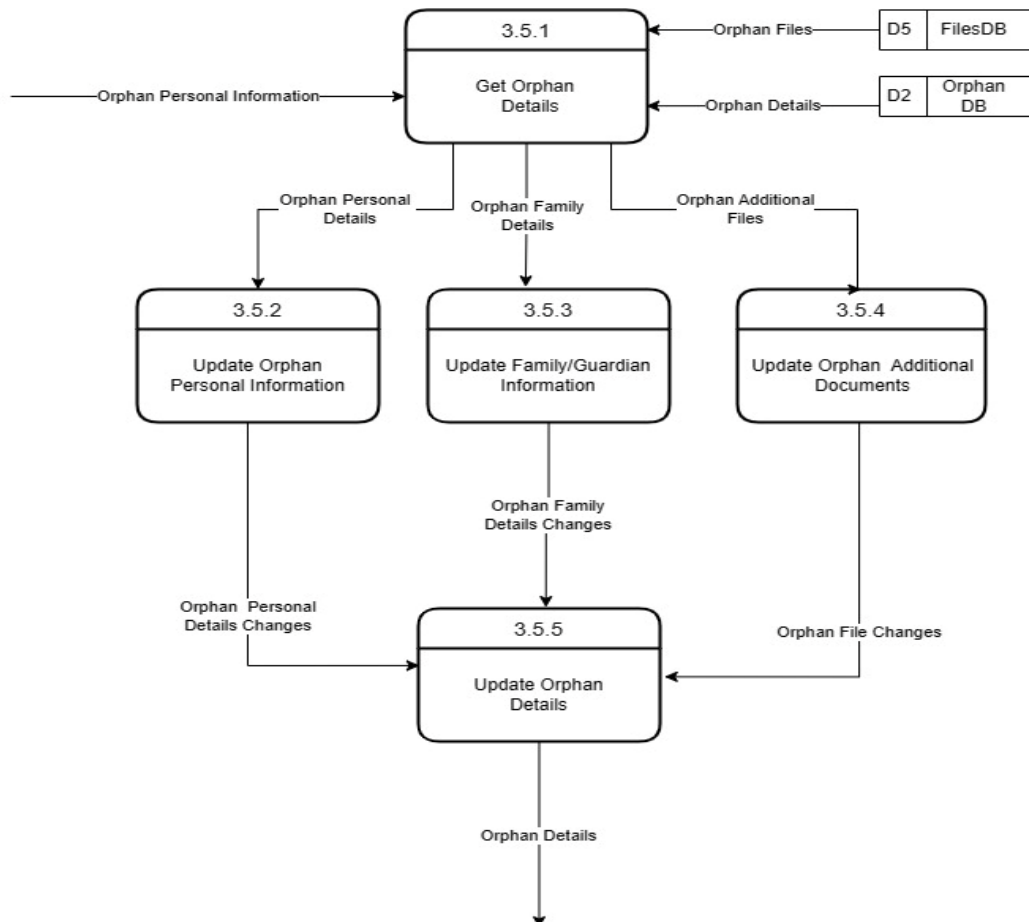 3.5.1
Get Orphan
Details
Orphan Files
D5
FilesDB
Orphan Personal Information
Orphan Details
D2
Orphan
DB
Orphan Personal
Details
Orphan Family
Details
Orphan Additional
Files
3.5.2
Update Orphan
Personal Information
3.5.3
Update Family/Guardian
Information
3.5.4
Update Orphan Additional
Documents
Orphan Family
Details Changes
Orphan Personal
Details Changes
Orphan File Changes
3.5.5
Update Orphan
Details
Orphan Details